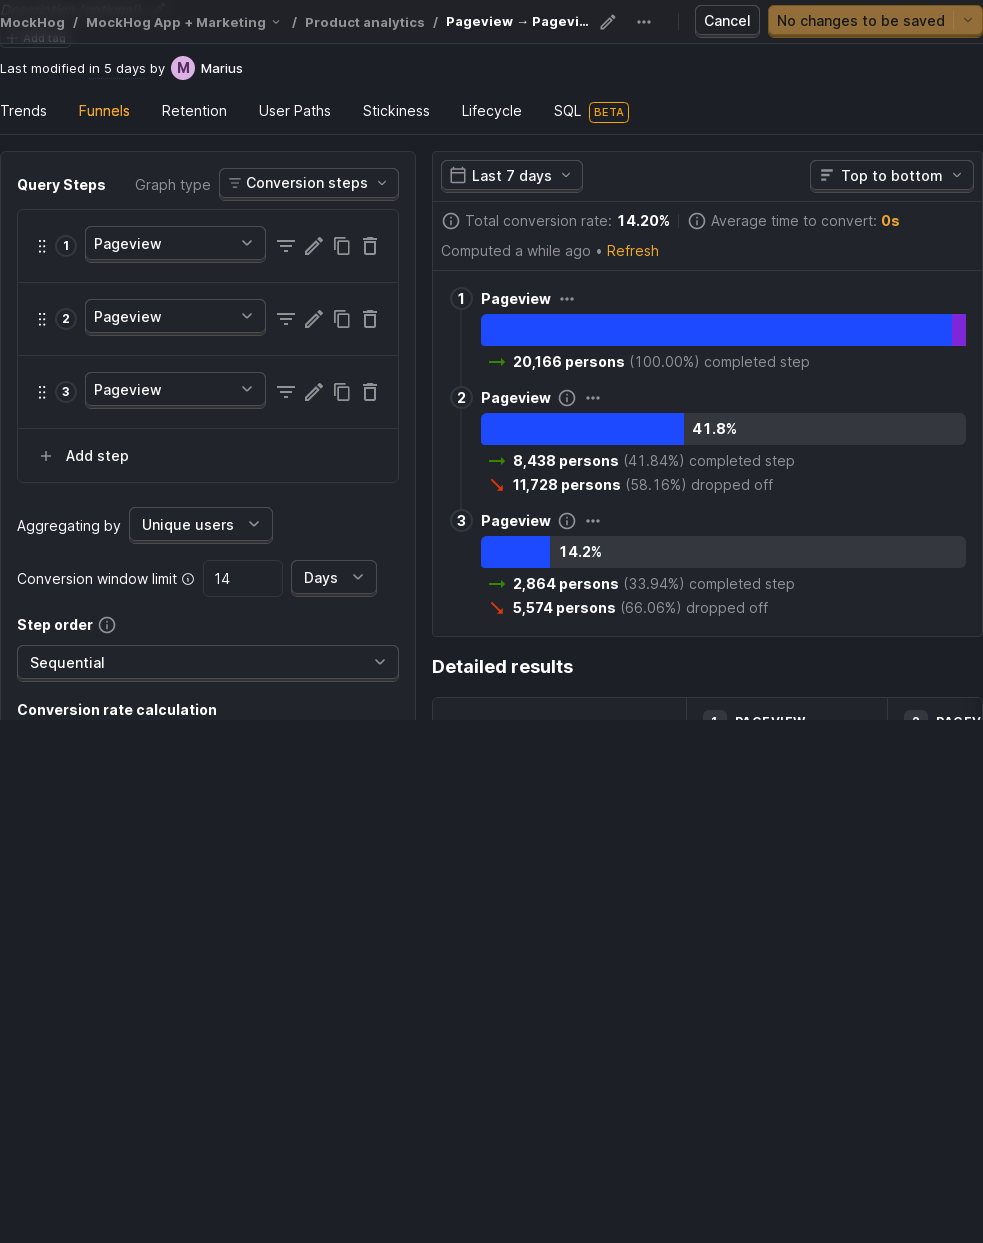 MockHog / MockHog App + Marketing / Product analytics / Pageview → Pagevi... Cancel No changes to be saved
Add tag
Last modified in 5 days by M Marius
Trends Funnels Retention User Paths Stickiness Lifecycle SQL BETA
Query Steps Graph type Conversion steps
1 Pageview
2 Pageview
3 Pageview
Add step
Aggregating by Unique users
Conversion window limit 14 Days
Step order
Sequential
Conversion rate calculation
Last 7 days Top to bottom
Total conversion rate: 14.20% Average time to convert: 0s
Computed a while ago • Refresh
1 Pageview
20,166 persons (100.00%) completed step
2 Pageview
41.8%
8,438 persons (41.84%) completed step
11,728 persons (58.16%) dropped off
3 Pageview
14.2%
2,864 persons (33.94%) completed step
5,574 persons (66.06%) dropped off
Detailed results
1 PAGEVIEW 2 PAGEV